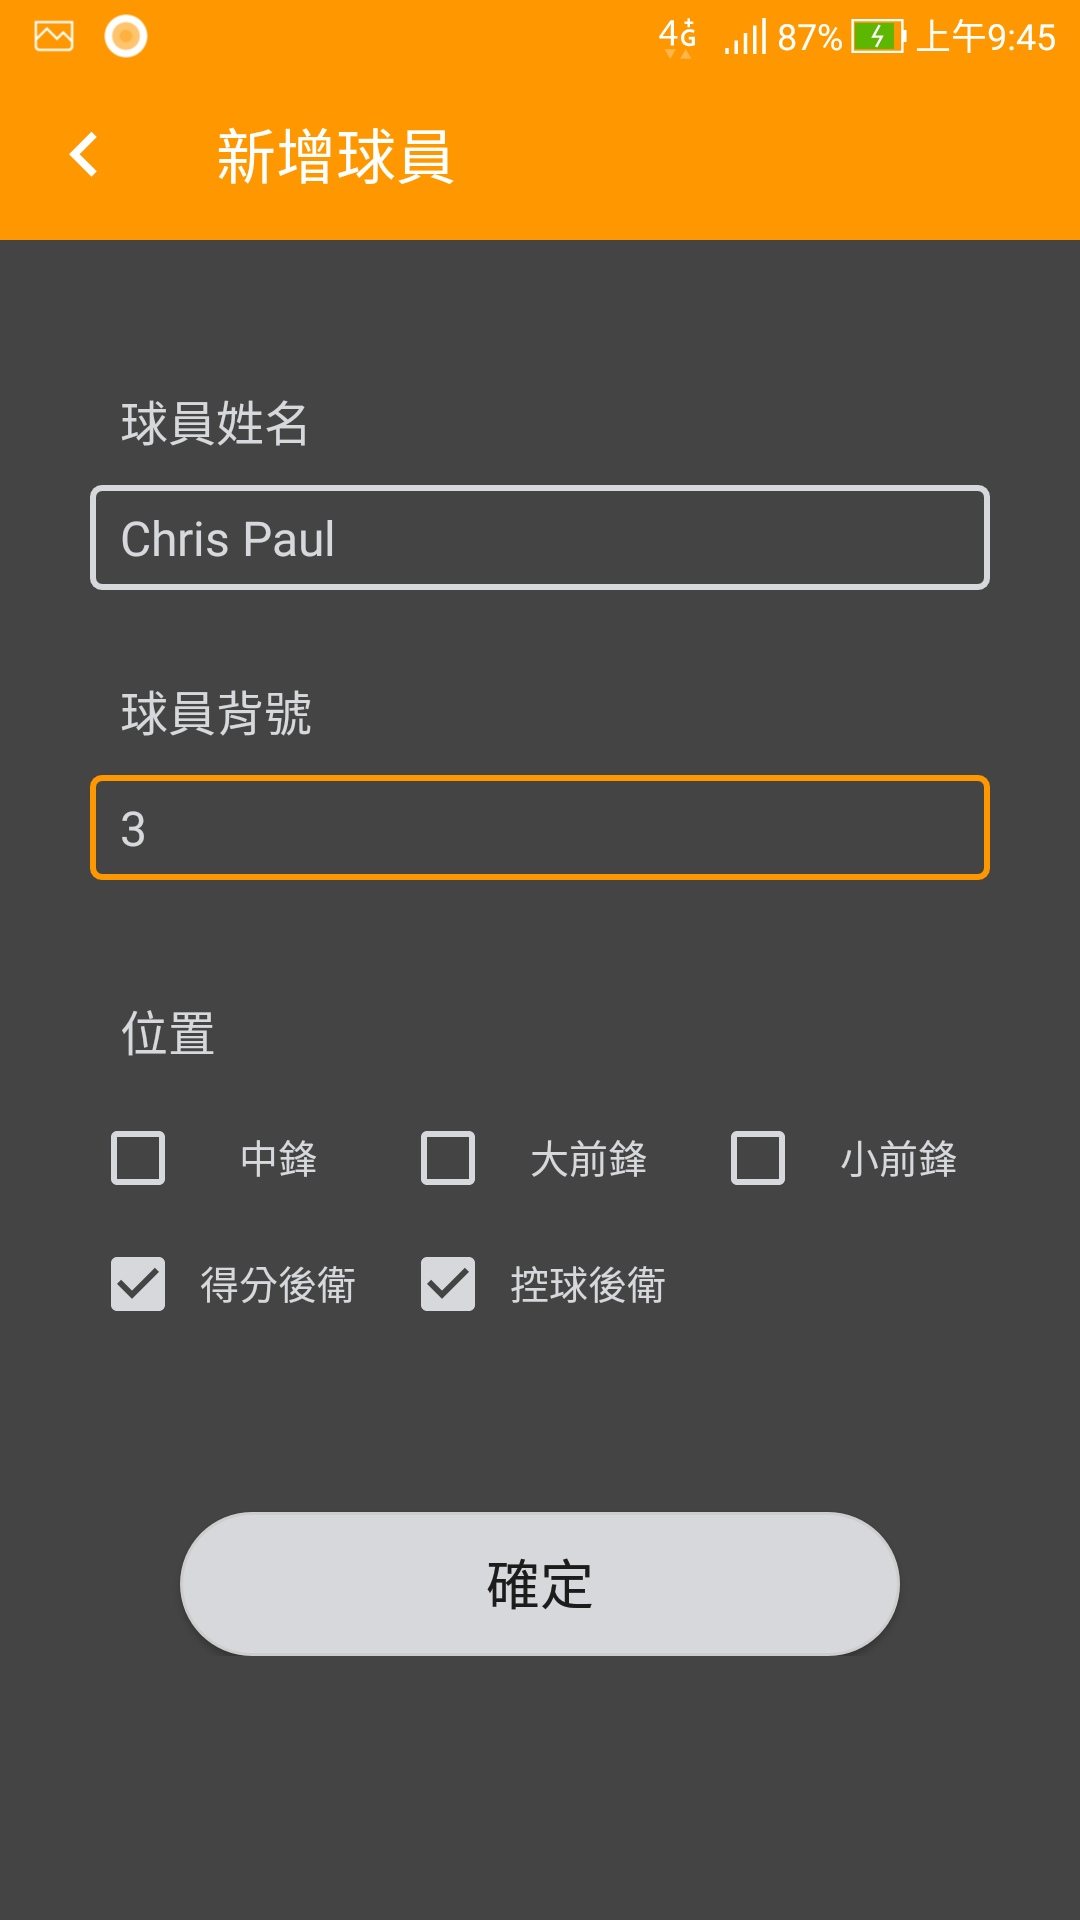 4G+ 87% 上午9:45
新增球員
球員姓名
Chris Paul
球員背號
3
位置
中鋒 大前鋒 小前鋒
得分後衛 控球後衛
確定